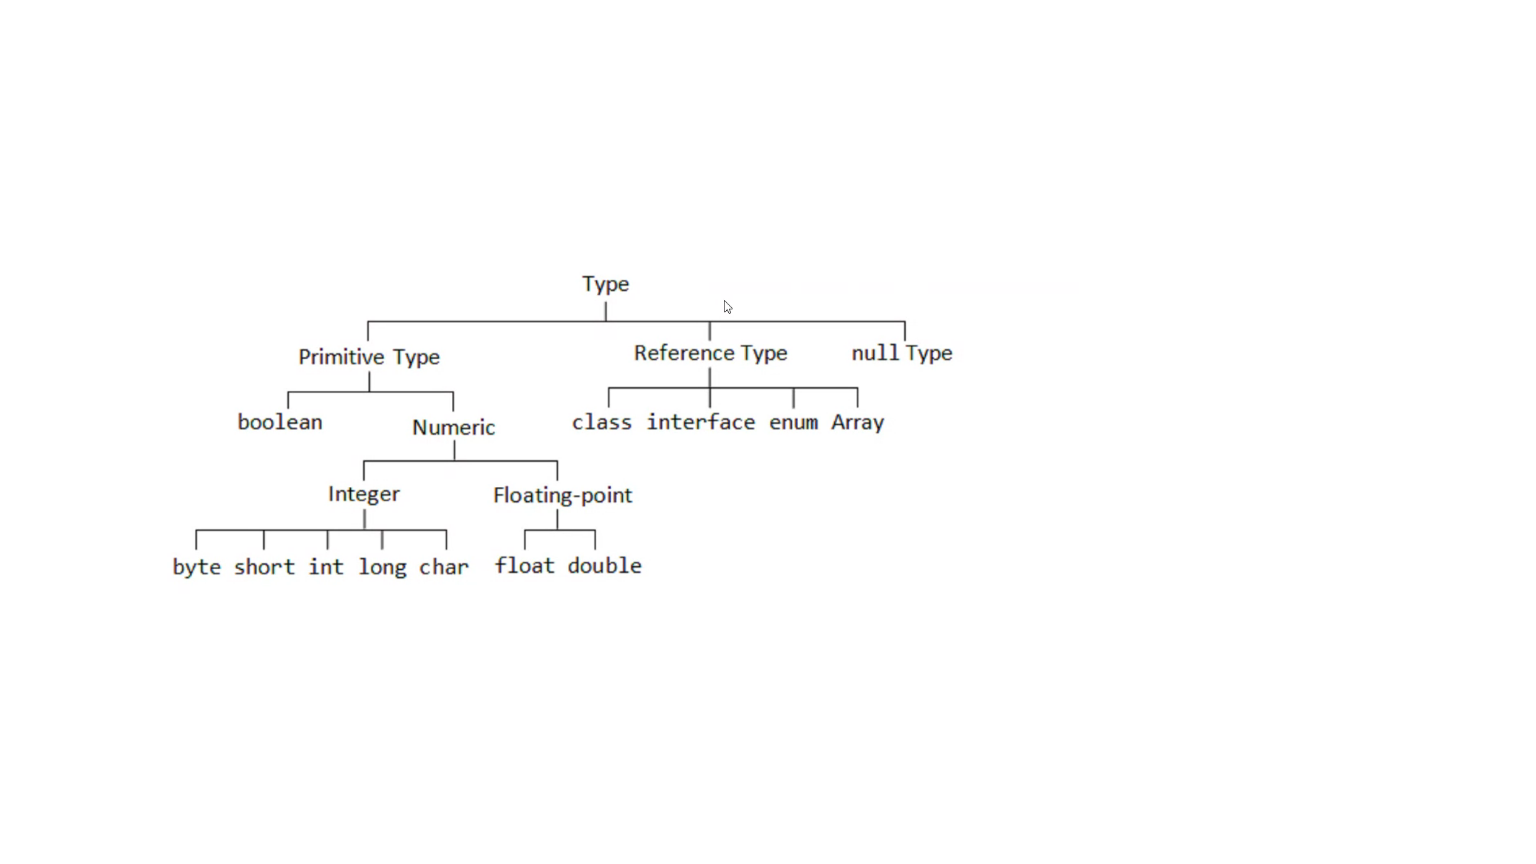 Type
Primitive Type Reference Type null Type
boolean Numeric class interface enum Array
Integer Floating-point
byte short int long char float double